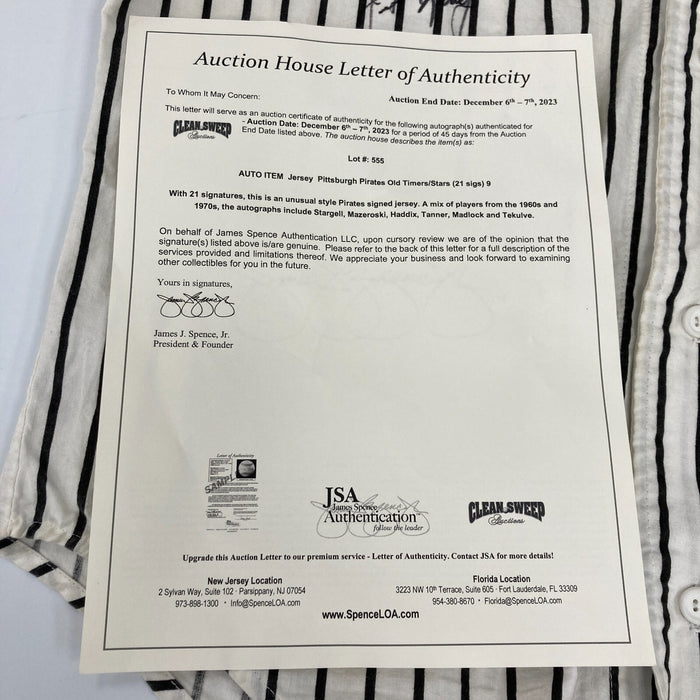 Auction House Letter of Authenticity
To Whom It May Concern:
Auction End Date: December 6th – 7th, 2023
This letter will serve as an auction certificate of authenticity for the following autograph(s) authenticated for
CLEAN SWEEP
Auctions
- Auction Date: December 6th – 7th, 2023 for a period of 45 days from the Auction
End Date listed above. The auction house describes the item(s) as:
Lot #: 555
AUTO ITEM Jersey Pittsburgh Pirates Old Timers/Stars (21 sigs) 9
With 21 signatures, this is an unusual style Pirates signed jersey. A mix of players from the 1960s and
1970s, the autographs include Stargell, Mazeroski, Haddix, Tanner, Madlock and Tekulve.
On behalf of James Spence Authentication LLC, upon cursory review we are of the opinion that the
signature(s) listed above is/are genuine. Please refer to the back of this letter for a full description of the
services provided and limitations thereof. We appreciate your business and look forward to examining
other collectibles for you in the future.
Yours in signatures,
James J. Spence, Jr.
President & Founder
Letter of Authenticity
SAMPLE
JSA
James Spence
Authentication
follow the leader
CLEAN SWEEP
Auctions
Upgrade this Auction Letter to our premium service - Letter of Authenticity. Contact JSA for more details!
New Jersey Location
2 Sylvan Way, Suite 102 · Parsippany, NJ 07054
973-898-1300 · Info@SpenceLOA.com
Florida Location
3223 NW 10th Terrace, Suite 605 · Fort Lauderdale, FL 33309
954-380-8670 · Florida@SpenceLOA.com
www.SpenceLOA.com